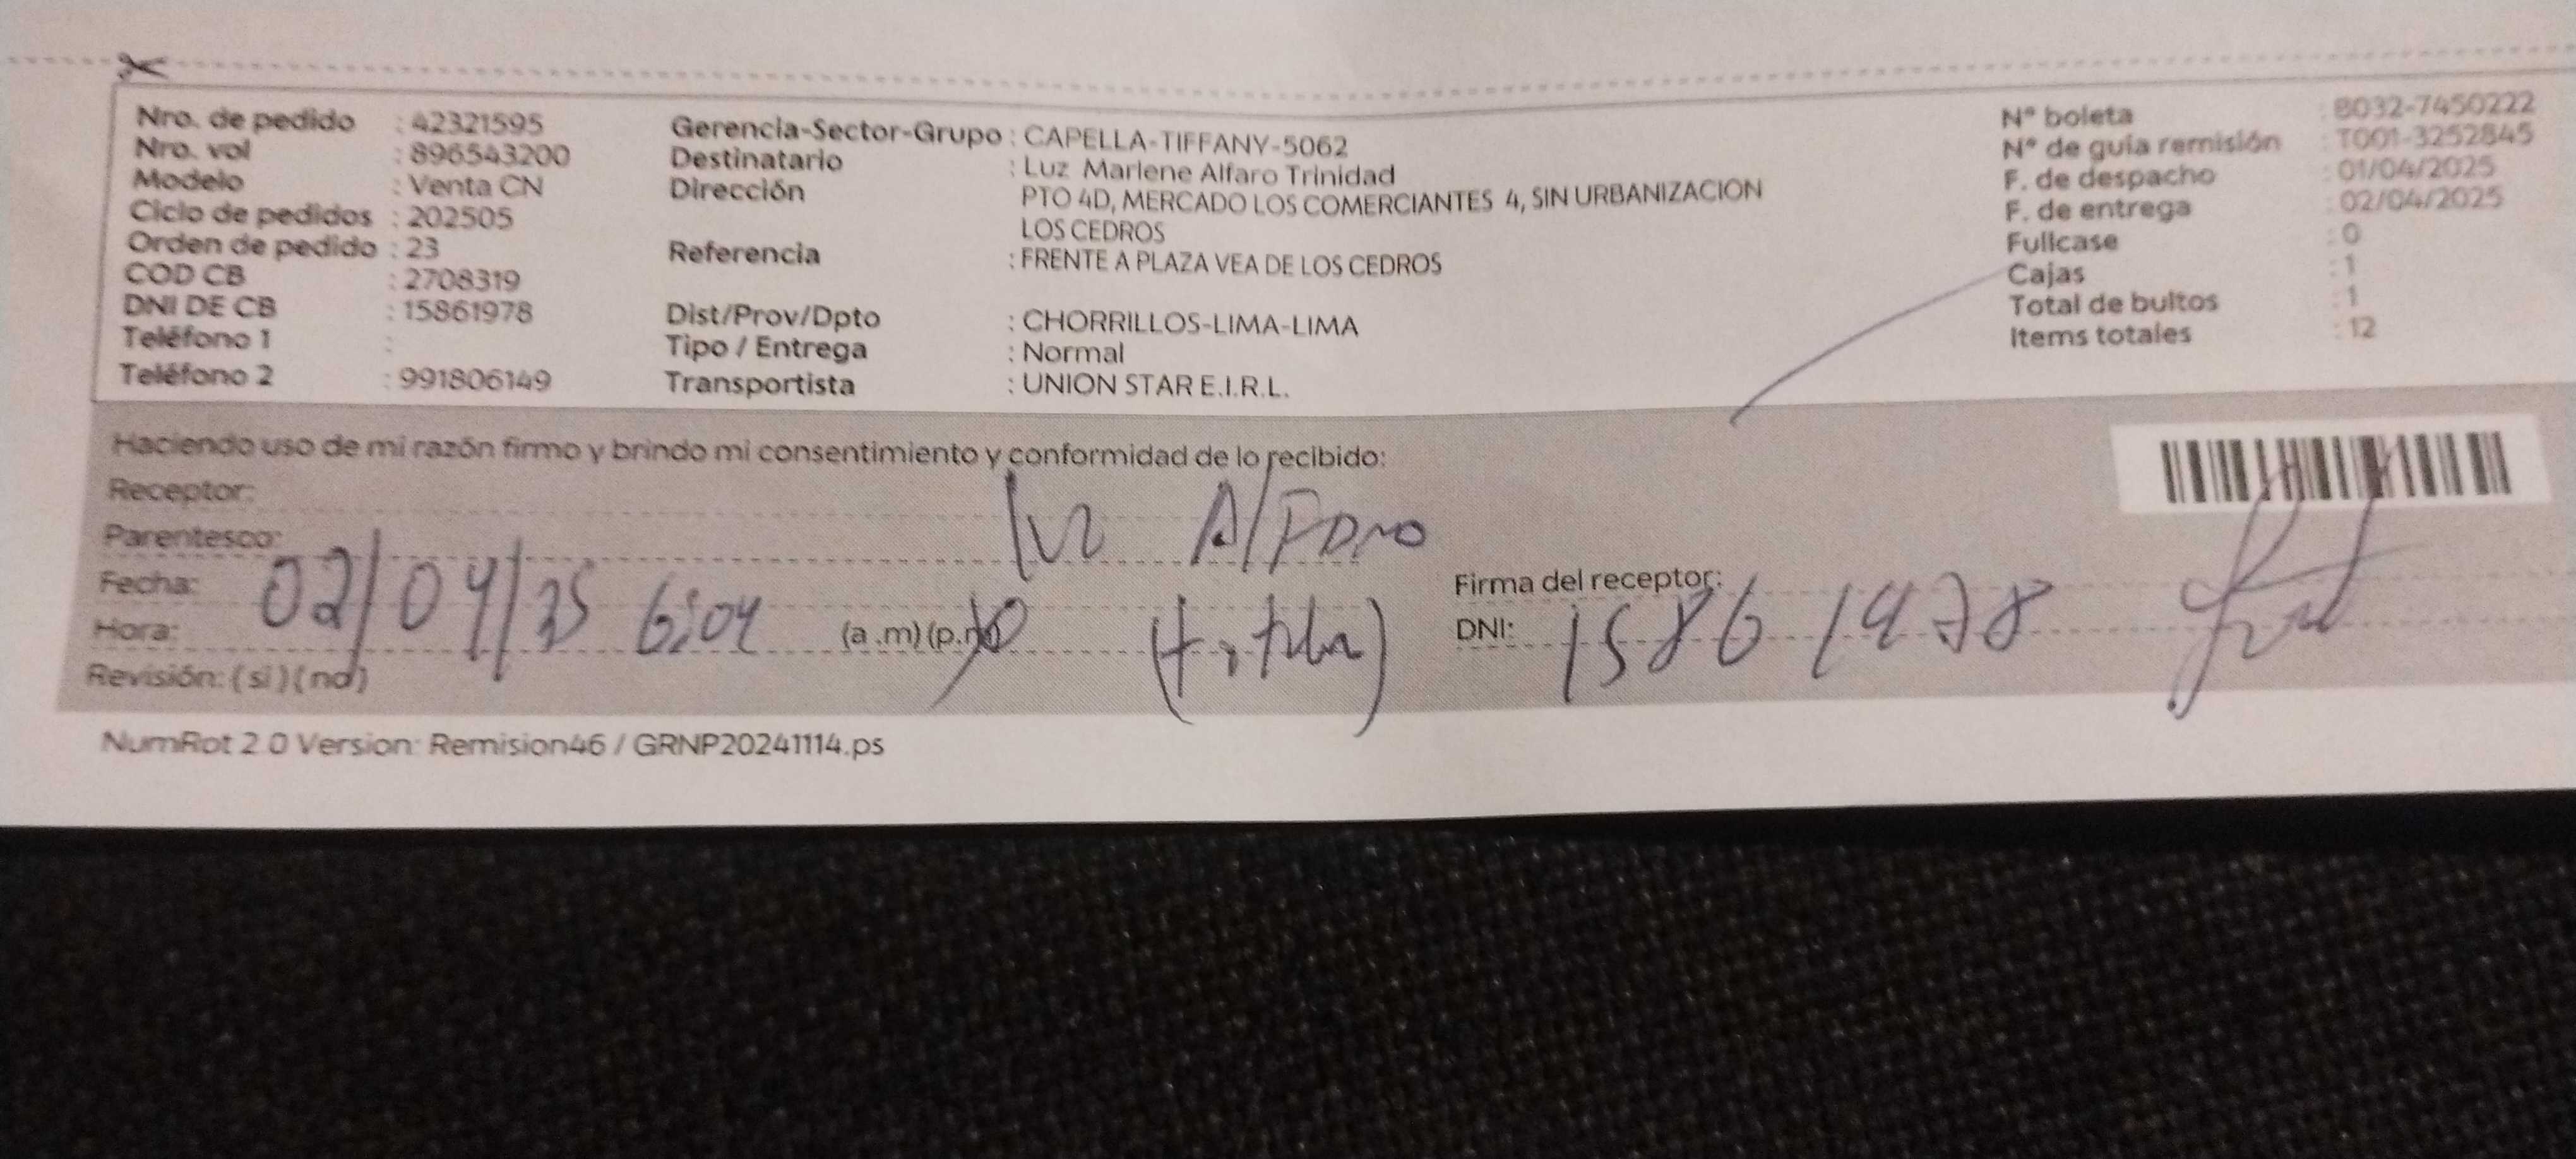 Nro. de pedido : 42321595
Nro. vol : 896543200
Modelo : Venta CN
Ciclo de pedidos : 202505
Orden de pedido : 23
COD CB : 2708319
DNI DE CB : 15861978
Teléfono 1 :
Teléfono 2 : 991806149
Gerencia-Sector-Grupo : CAPELLA-TIFFANY-5062
Destinatario : Luz Marlene Alfaro Trinidad
Dirección PTO 4D, MERCADO LOS COMERCIANTES 4, SIN URBANIZACION
LOS CEDROS
Referencia : FRENTE A PLAZA VEA DE LOS CEDROS
Dist/Prov/Dpto : CHORRILLOS-LIMA-LIMA
Tipo / Entrega : Normal
Transportista : UNION STAR E.I.R.L.
N° boleta : B032-7450222
N° de guía remisión : T001-3252845
F. de despacho : 01/04/2025
F. de entrega : 02/04/2025
Fullcase : 0
Cajas : 1
Total de bultos : 1
Items totales : 12
Haciendo uso de mi razón firmo y brindo mi consentimiento y conformidad de lo recibido:
Receptor:
luz Alfaro
Parentesco:
Fecha: 02/04/25 6:04
Hora: (a .m) (p.m)
(titular)
Revisión: ( si ) ( no )
Firma del receptor:
DNI: 15861978
NumRot 2.0 Version: Remision46 / GRNP20241114.ps